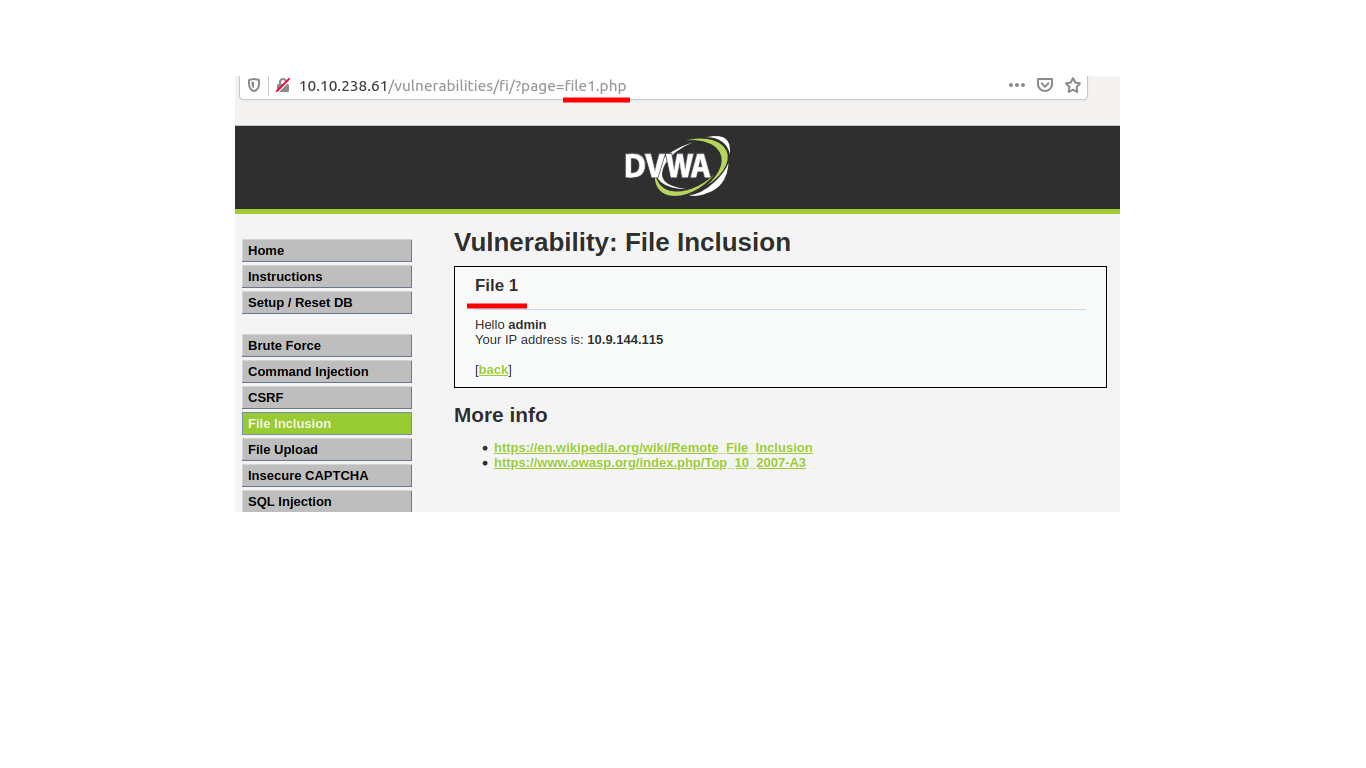 10.10.238.61/vulnerabilities/fi/?page=file1.php
DVWA
Home
Instructions
Setup / Reset DB
Brute Force
Command Injection
CSRF
File Inclusion
File Upload
Insecure CAPTCHA
SQL Injection
Vulnerability: File Inclusion
File 1
Hello admin
Your IP address is: 10.9.144.115
[back]
More info
https://en.wikipedia.org/wiki/Remote_File_Inclusion
https://www.owasp.org/index.php/Top_10_2007-A3